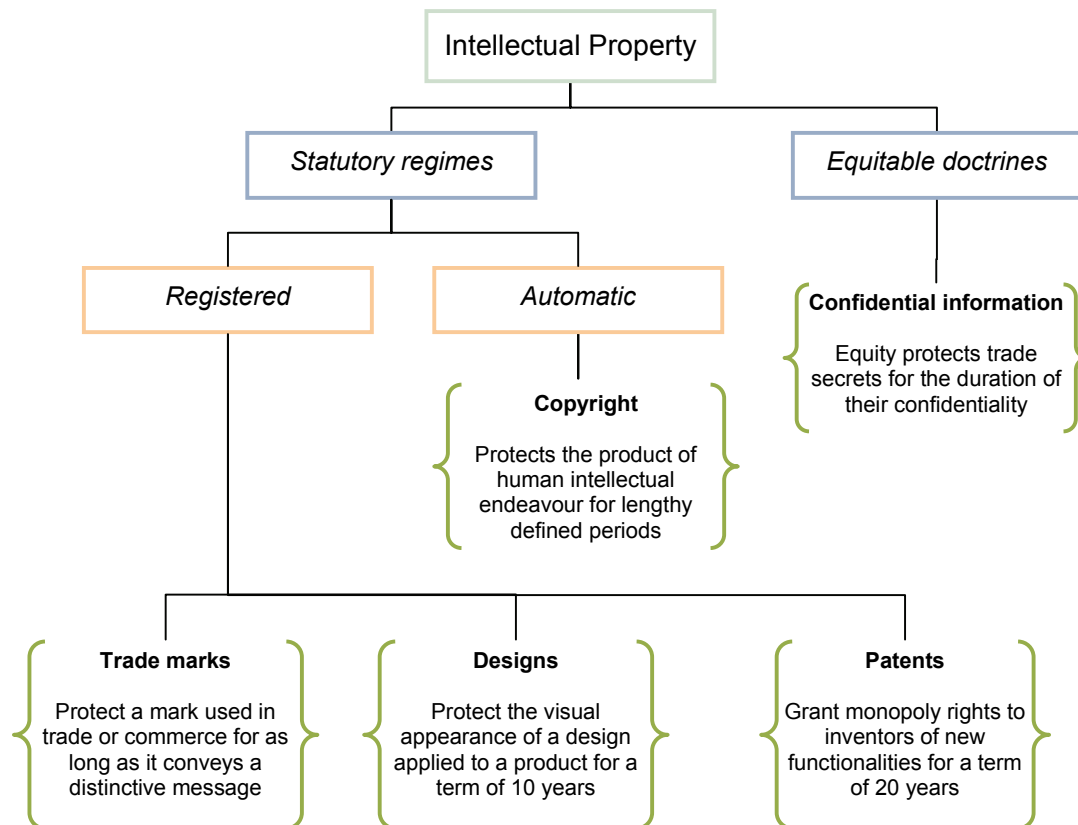 Intellectual Property
Statutory regimes
Equitable doctrines
Registered
Automatic
Confidential information
Equity protects trade
secrets for the duration of
their confidentiality
Copyright
Protects the product of
human intellectual
endeavour for lengthy
defined periods
Trade marks
Protect a mark used in
trade or commerce for as
long as it conveys a
distinctive message
Designs
Protect the visual
appearance of a design
applied to a product for a
term of 10 years
Patents
Grant monopoly rights to
inventors of new
functionalities for a term
of 20 years